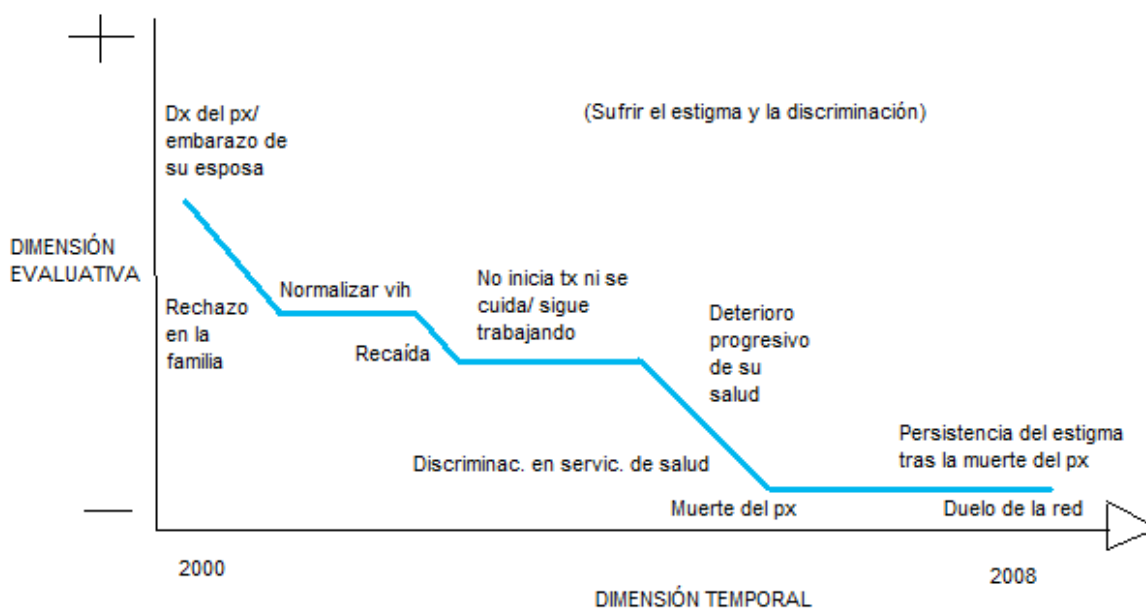 Dx del px/
embarazo de
su esposa
(Sufrir el estigma y la discriminación)
DIMENSIÓN
EVALUATIVA
Rechazo
en la
familia
Normalizar vih
Recaída
No inicia tx ni se
cuida/ sigue
trabajando
Deterioro
progresivo
de su
salud
Discriminac. en servic. de salud
Muerte del px
Persistencia del estigma
tras la muerte del px
Duelo de la red
2000
2008
DIMENSIÓN TEMPORAL